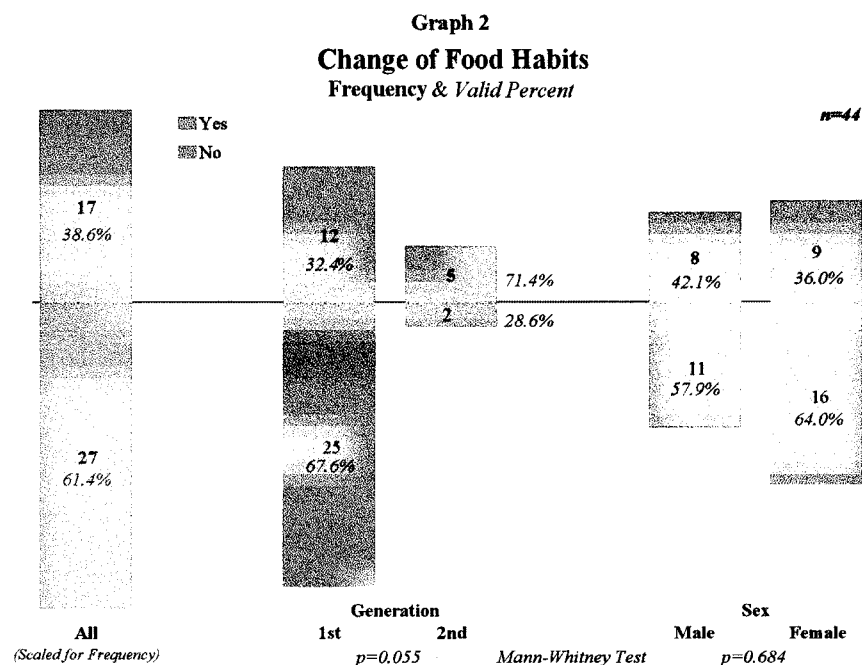 Graph 2
Change of Food Habits
Frequency & Valid Percent
n=44
Yes
No
17
38.6%
12
32.4%
5
71.4%
8
42.1%
9
36.0%
2
28.6%
11
57.9%
16
64.0%
27
61.4%
25
67.6%
Generation
Sex
All
1st
2nd
Male
Female
(Scaled for Frequency)
p=0.055
Mann-Whitney Test
p=0.684